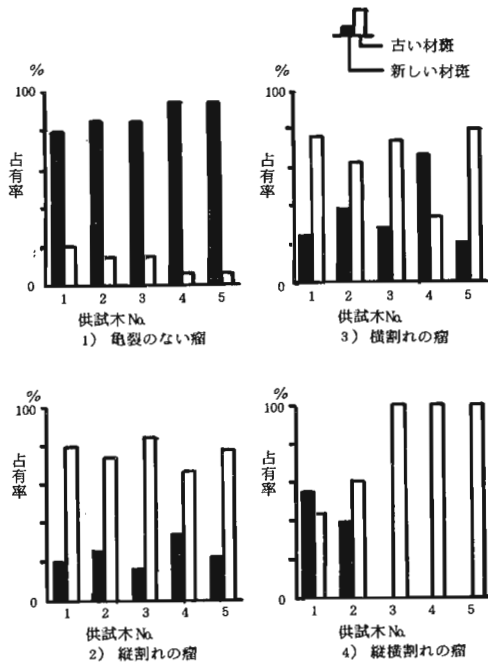 古い材斑
新しい材斑
%
100
占有率
0
1 2 3 4 5
供試木No.
1) 亀裂のない瘤
100
占有率
0
1 2 3 4 5
供試木No.
3) 横割れの瘤
%
100
占有率
0
1 2 3 4 5
供試木No.
2) 縦割れの瘤
%
100
占有率
0
1 2 3 4 5
供試木No.
4) 縦横割れの瘤